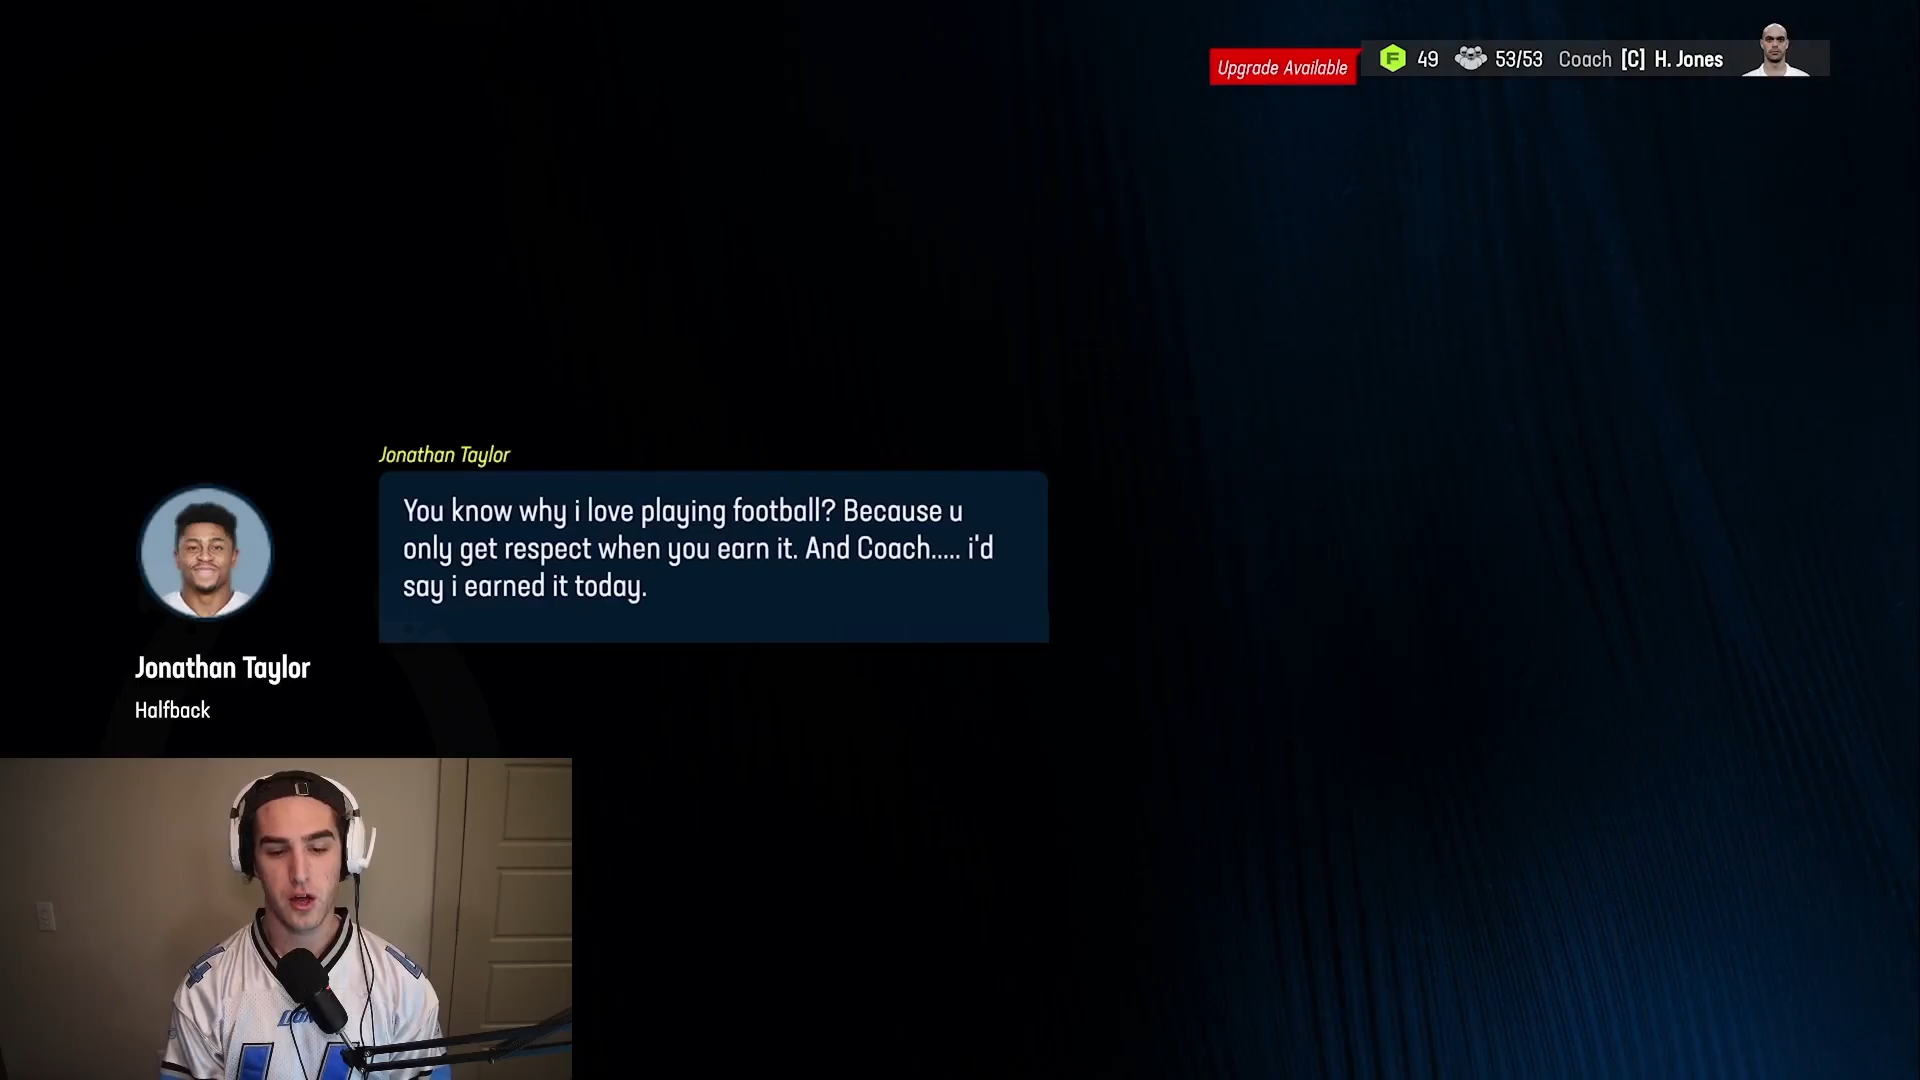 Upgrade Available
F 49 53/53 Coach [C] H. Jones
Jonathan Taylor
You know why i love playing football? Because u
only get respect when you earn it. And Coach..... i'd
say i earned it today.
Jonathan Taylor
Halfback